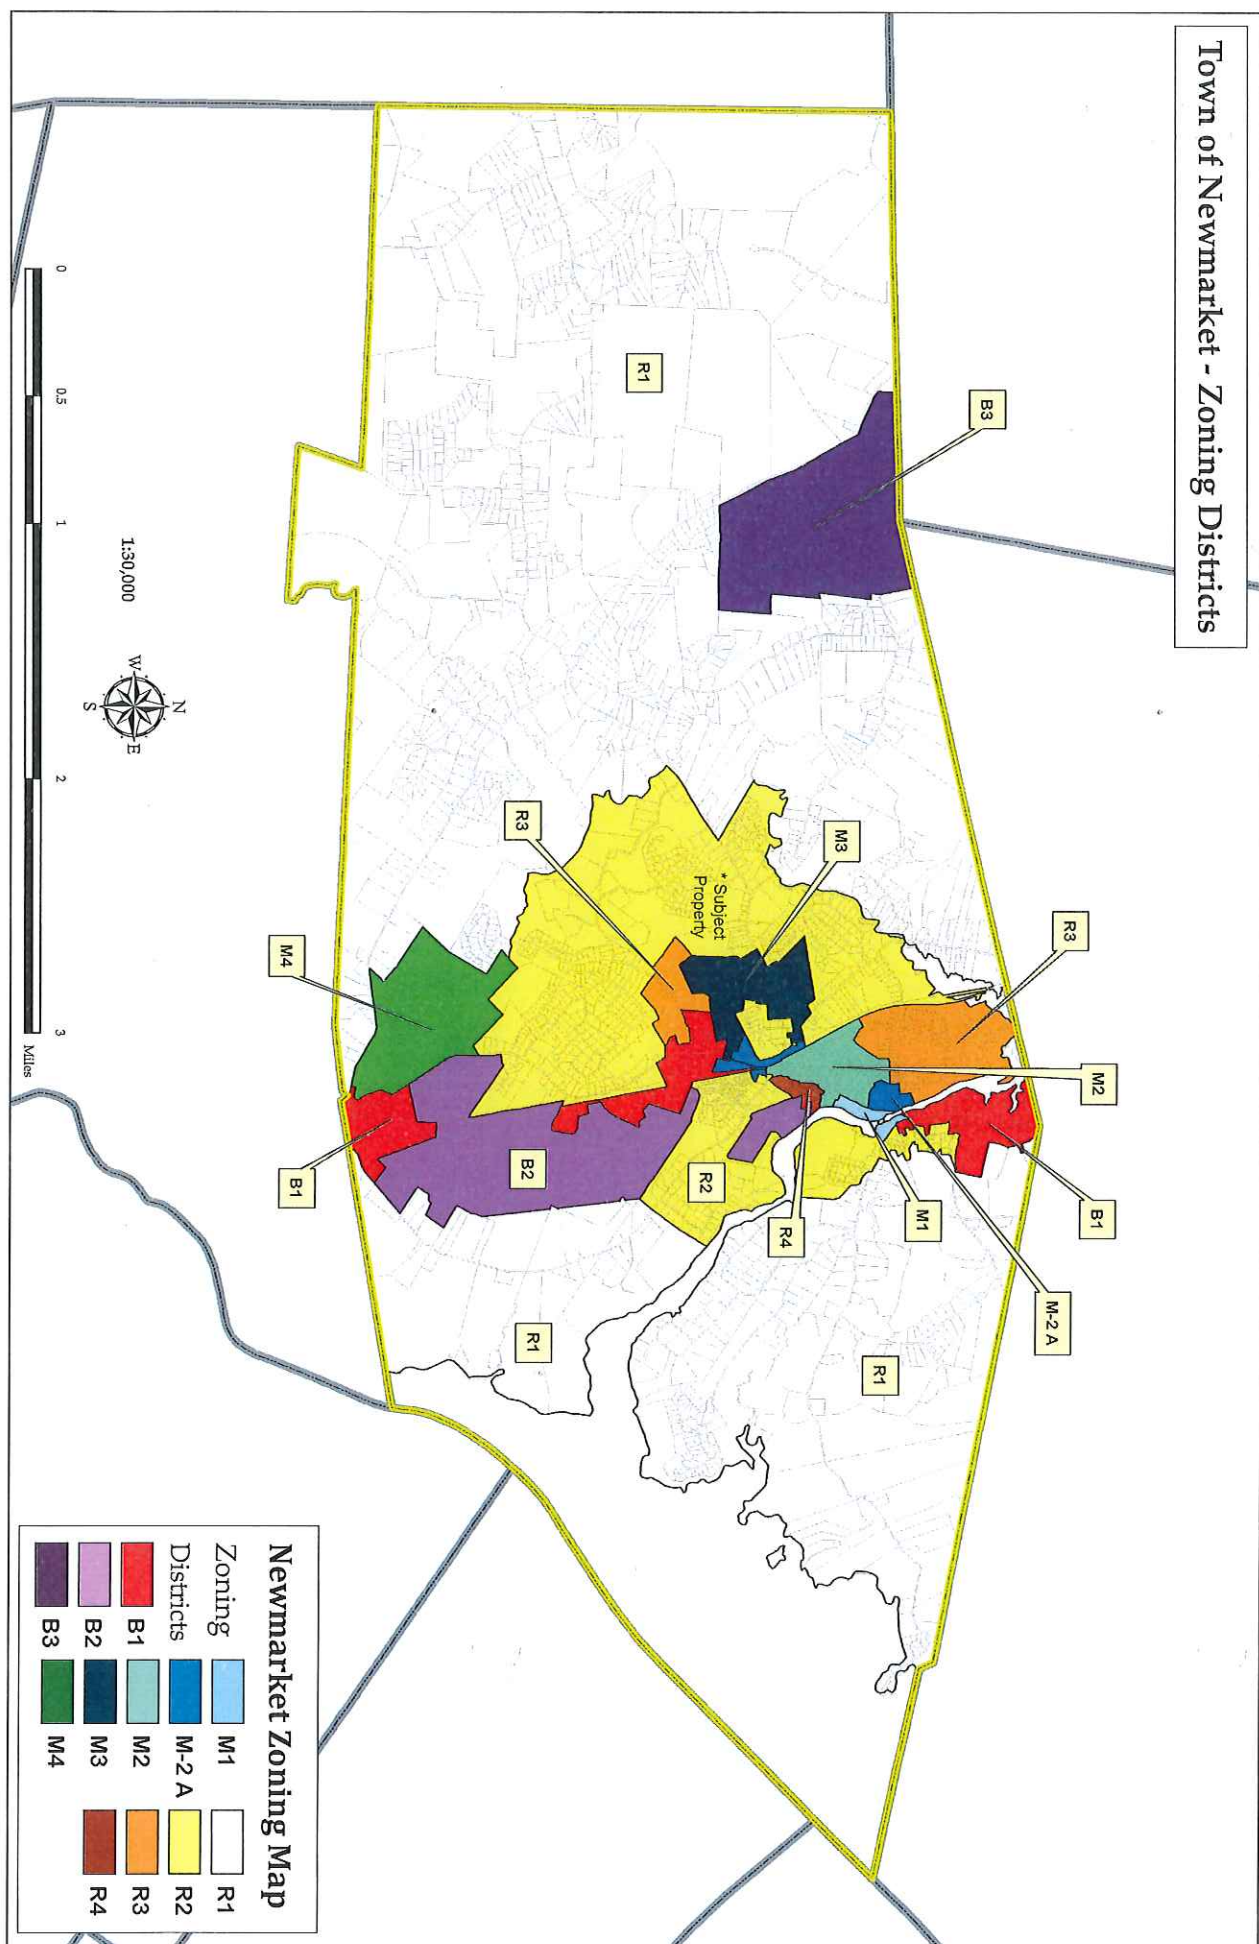 Town of Newmarket - Zoning Districts
B3
R1
M3
R3
R3
* Subject
Property
M4
M2
B1
M-2 A
M1
R4
R2
B2
B1
R1
R1
W
N
S
E
1:30,000
0
0.5
1
2
3
Miles
Newmarket Zoning Map
Zoning
Districts
B1
B2
B3
M1
M-2 A
M2
M3
M4
R1
R2
R3
R4